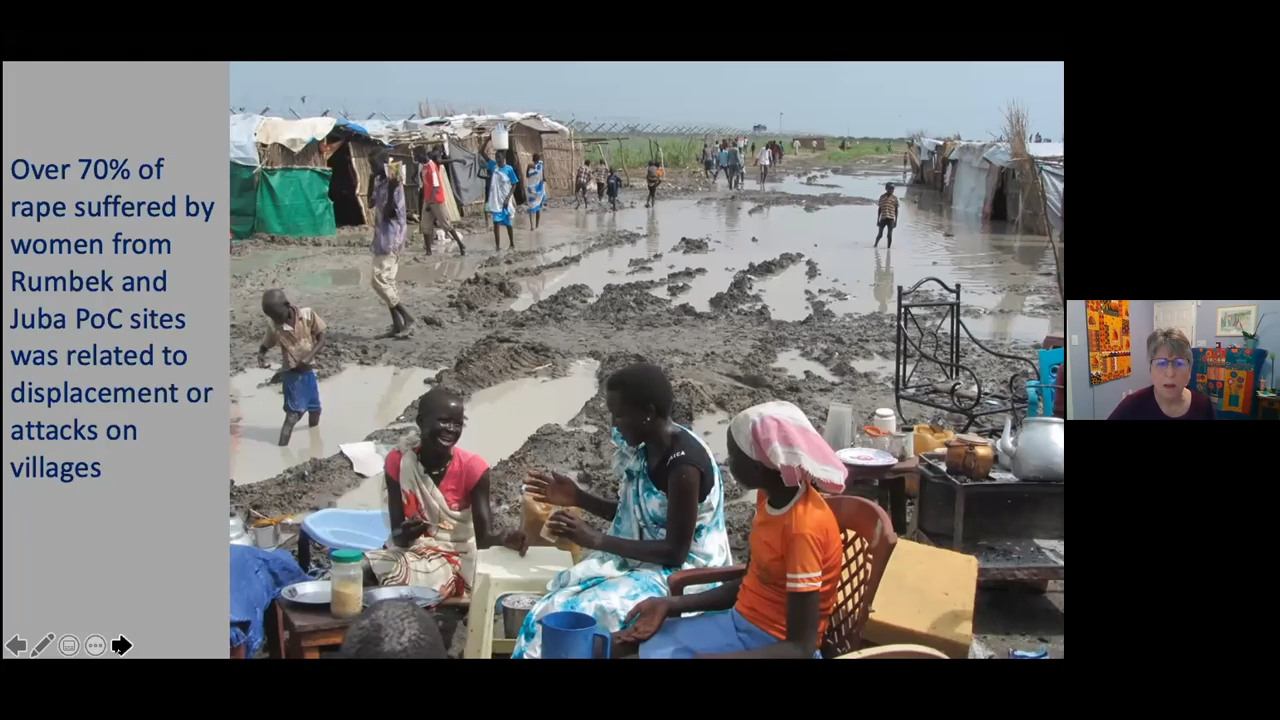 Over 70% of
rape suffered by
women from
Rumbek and
Juba PoC sites
was related to
displacement or
attacks on
villages